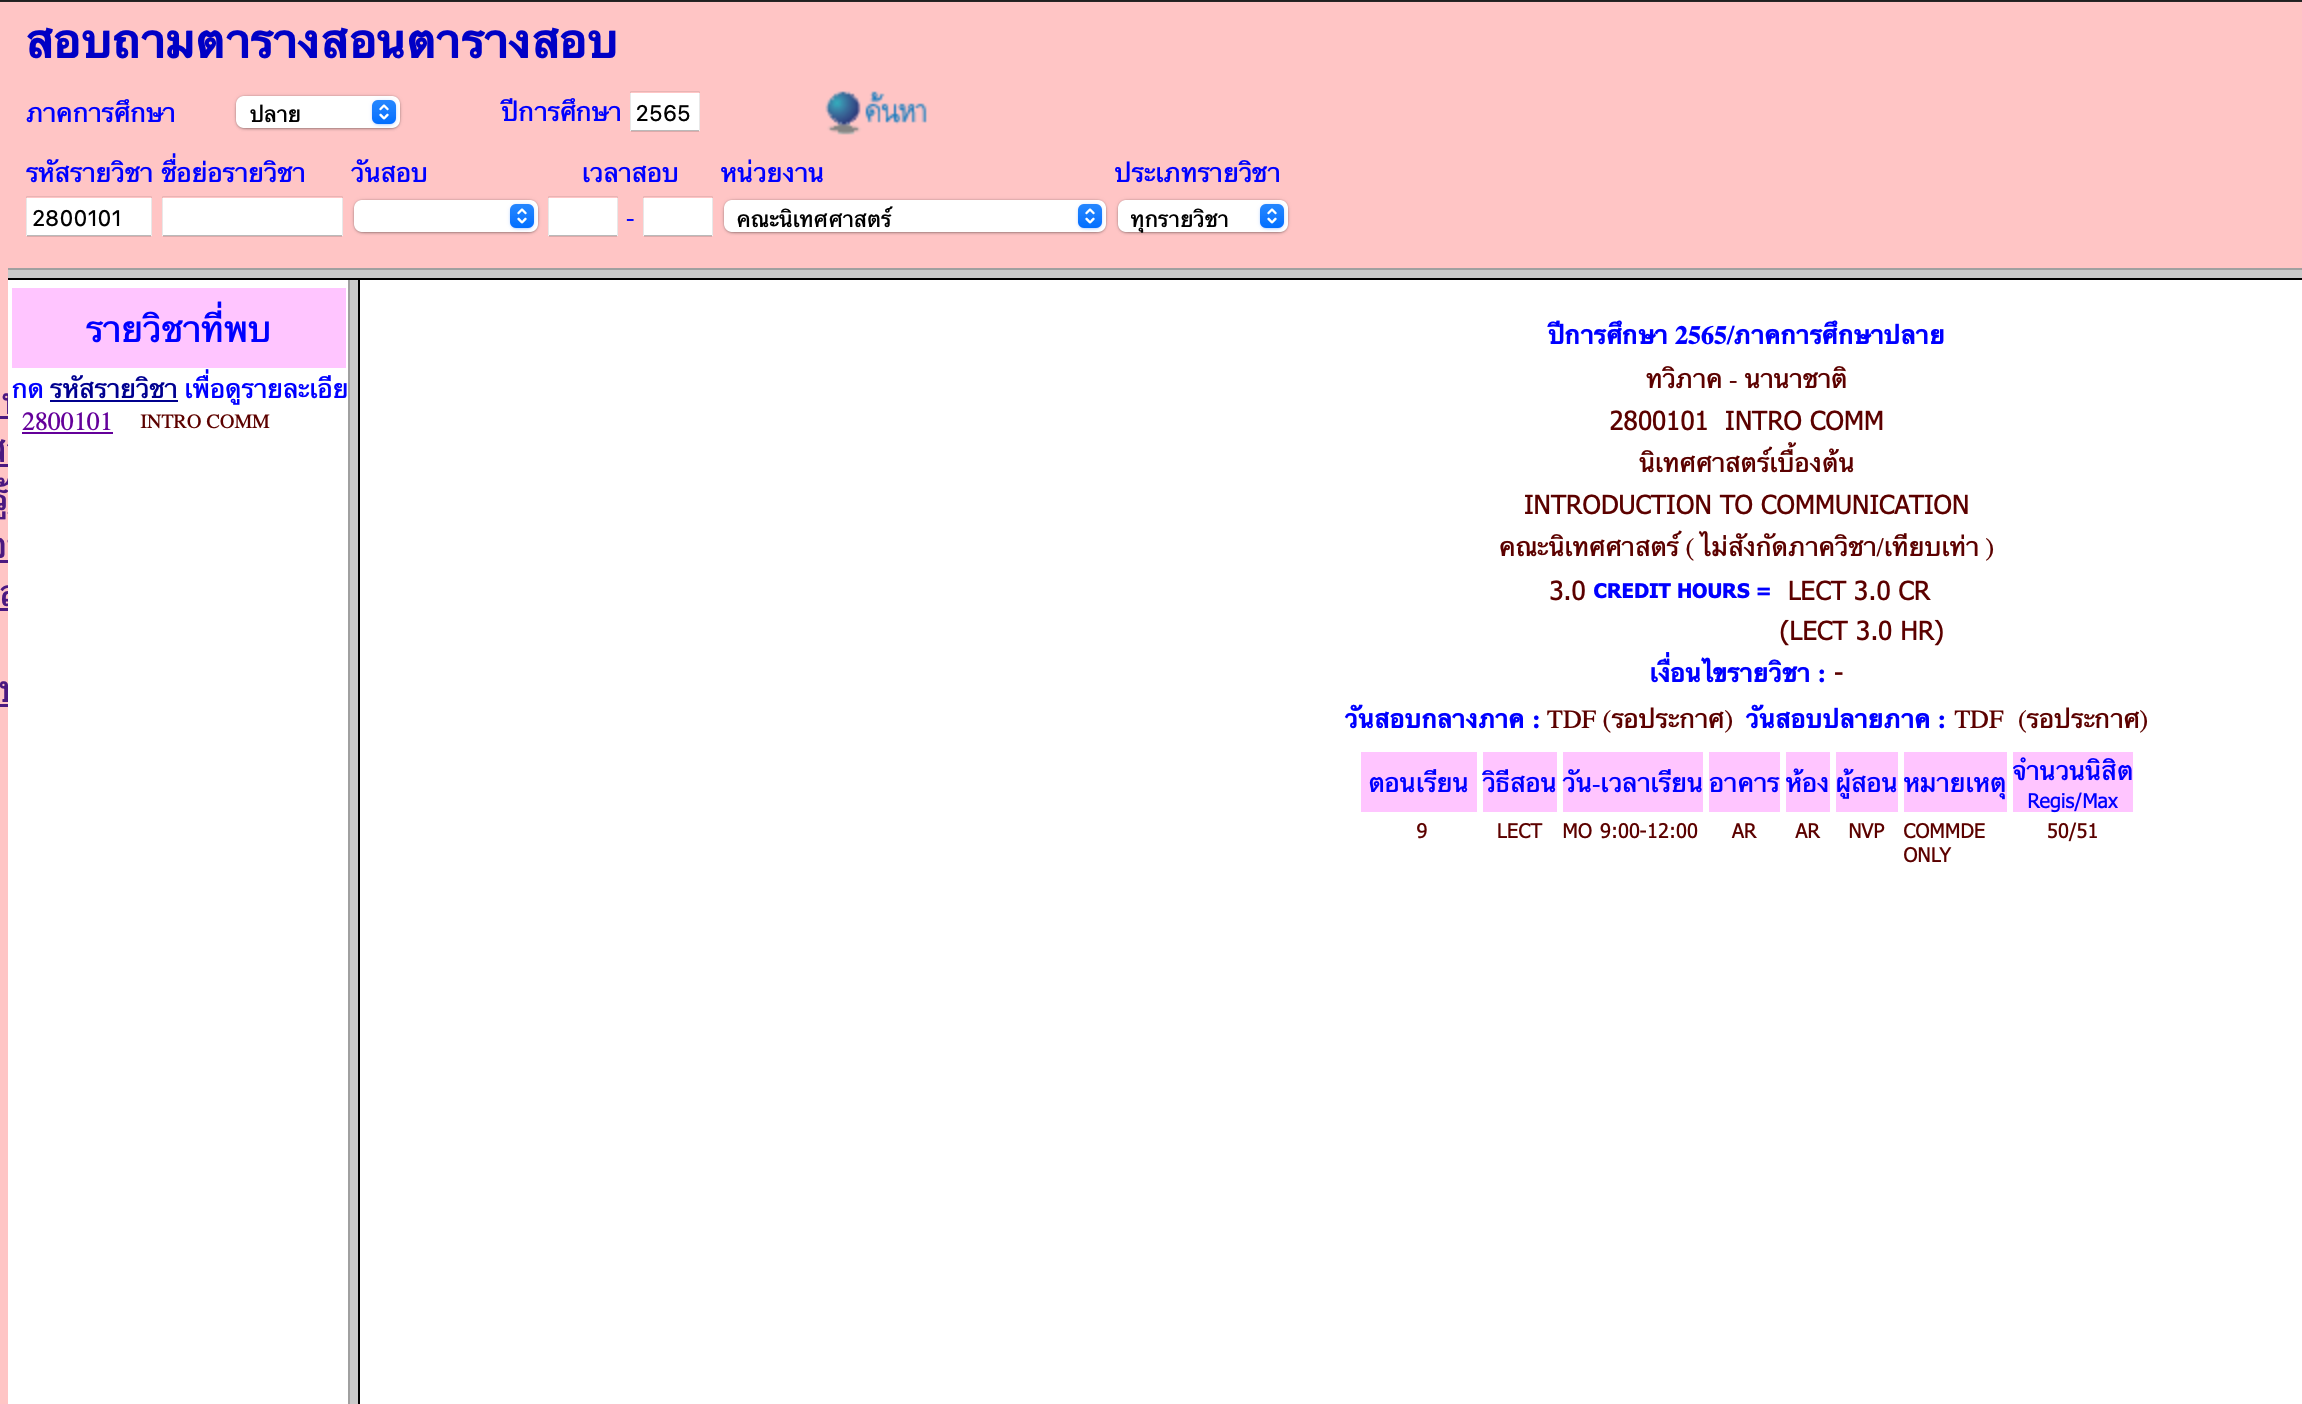 สอบถามตารางสอนตารางสอบ
ภาคการศึกษา ปลาย ปีการศึกษา 2565 ค้นหา
รหัสรายวิชา ชื่อย่อรายวิชา วันสอบ เวลาสอบ หน่วยงาน ประเภทรายวิชา
2800101 - คณะนิเทศศาสตร์ ทุกรายวิชา
รายวิชาที่พบ
กด รหัสรายวิชา เพื่อดูรายละเอีย
2800101 INTRO COMM
ปีการศึกษา 2565/ภาคการศึกษาปลาย
ทวิภาค - นานาชาติ
2800101 INTRO COMM
นิเทศศาสตร์เบื้องต้น
INTRODUCTION TO COMMUNICATION
คณะนิเทศศาสตร์ ( ไม่สังกัดภาควิชา/เทียบเท่า )
3.0 CREDIT HOURS = LECT 3.0 CR
(LECT 3.0 HR)
เงื่อนไขรายวิชา : -
วันสอบกลางภาค : TDF (รอประกาศ) วันสอบปลายภาค : TDF (รอประกาศ)
ตอนเรียน วิธีสอน วัน-เวลาเรียน อาคาร ห้อง ผู้สอน หมายเหตุ จำนวนนิสิต
Regis/Max
9 LECT MO 9:00-12:00 AR AR NVP COMMDE 50/51
ONLY